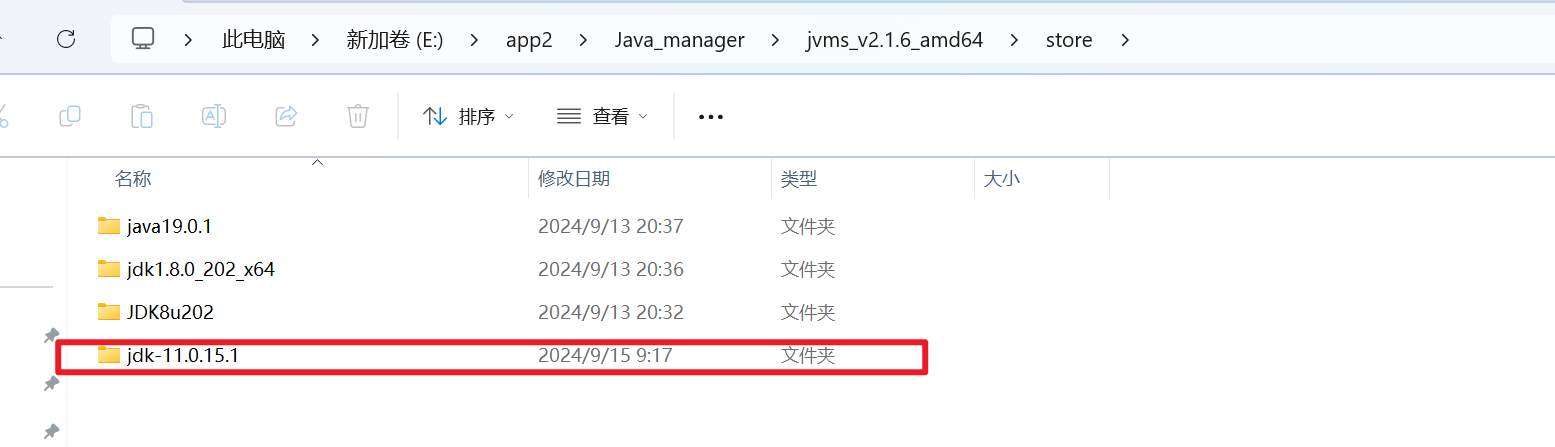 此电脑 > 新加卷 (E:) > app2 > Java_manager > jvms_v2.1.6_amd64 > store >
排序 查看
名称 修改日期 类型 大小
java19.0.1 2024/9/13 20:37 文件夹
jdk1.8.0_202_x64 2024/9/13 20:36 文件夹
JDK8u202 2024/9/13 20:32 文件夹
jdk-11.0.15.1 2024/9/15 9:17 文件夹